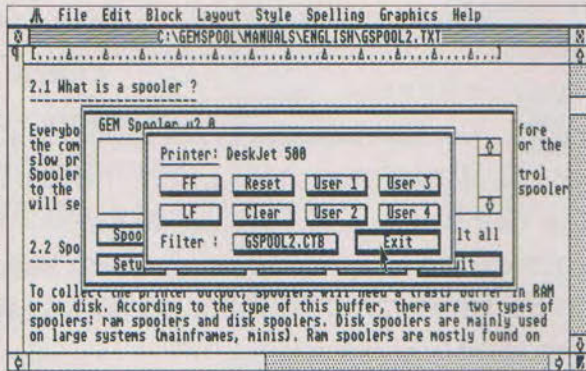 File Edit Block Layout Style Spelling Graphics Help
C:\GEMSPOOL\MANUALS\ENGLISH\GSPOOL2.TXT
2.1 What is a spooler ?
Everybo fore
the com or the
slow pr
Spooler trol
to the spooler
will se
GEM Spooler v2.0
Printer: DeskJet 500
FF Reset User 1 User 3
LF Clear User 2 User 4
Filter : GSPOOL2.CTB Exit
Spoo lt all
2.2 Spo
Setu uit
To collect the printer output, spoolers will need a buffer in RAM
or on disk. According to the type of this buffer, there are two types of
spoolers: ram spoolers and disk spoolers. Disk spoolers are mainly used
on large systems (mainframes, minis). Ram spoolers are mostly found on